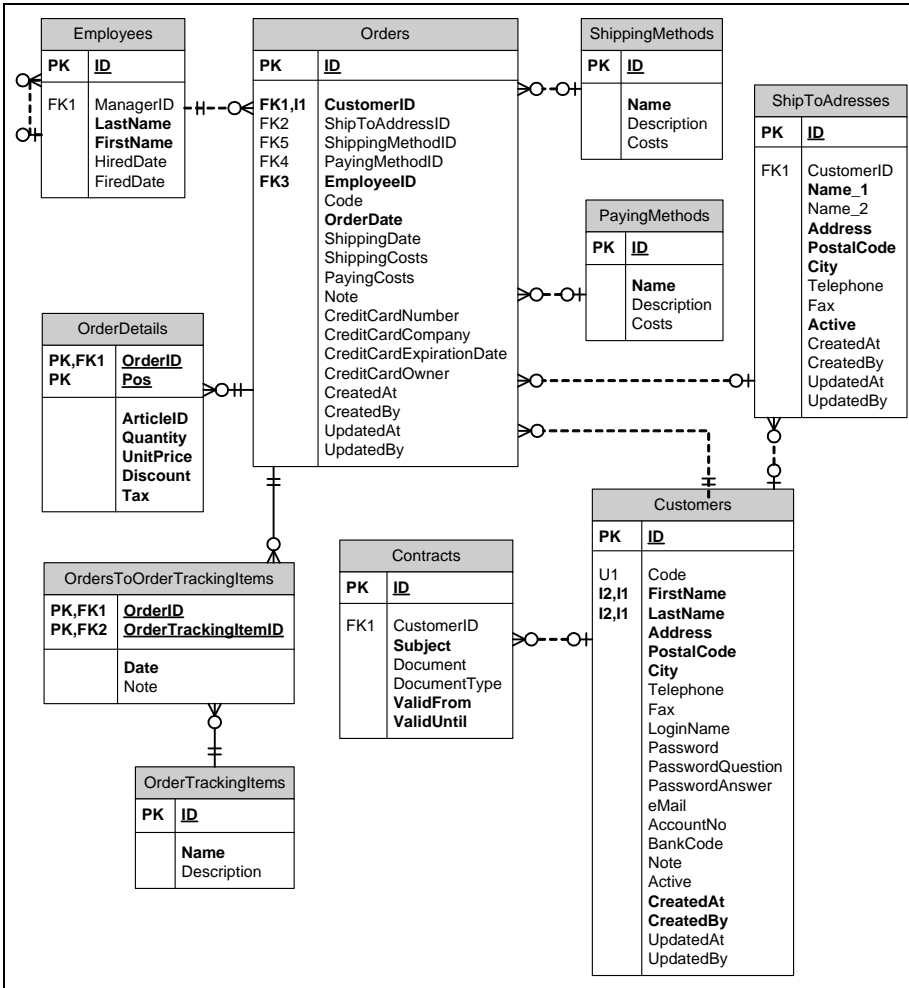 Employees
PK ID
FK1 ManagerID
LastName
FirstName
HiredDate
FiredDate
Orders
PK ID
FK1,I1 CustomerID
FK2 ShipToAddressID
FK5 ShippingMethodID
FK4 PayingMethodID
FK3 EmployeeID
Code
OrderDate
ShippingDate
ShippingCosts
PayingCosts
Note
CreditCardNumber
CreditCardCompany
CreditCardExpirationDate
CreditCardOwner
CreatedAt
CreatedBy
UpdatedAt
UpdatedBy
ShippingMethods
PK ID
Name
Description
Costs
ShipToAdresses
PK ID
FK1 CustomerID
Name_1
Name_2
Address
PostalCode
City
Telephone
Fax
Active
CreatedAt
CreatedBy
UpdatedAt
UpdatedBy
PayingMethods
PK ID
Name
Description
Costs
OrderDetails
PK,FK1 OrderID
PK Pos
ArticleID
Quantity
UnitPrice
Discount
Tax
OrdersToOrderTrackingItems
PK,FK1 OrderID
PK,FK2 OrderTrackingItemID
Date
Note
OrderTrackingItems
PK ID
Name
Description
Contracts
PK ID
FK1 CustomerID
Subject
Document
DocumentType
ValidFrom
ValidUntil
Customers
PK ID
U1 Code
I2,I1 FirstName
I2,I1 LastName
Address
PostalCode
City
Telephone
Fax
LoginName
Password
PasswordQuestion
PasswordAnswer
eMail
AccountNo
BankCode
Note
Active
CreatedAt
CreatedBy
UpdatedAt
UpdatedBy